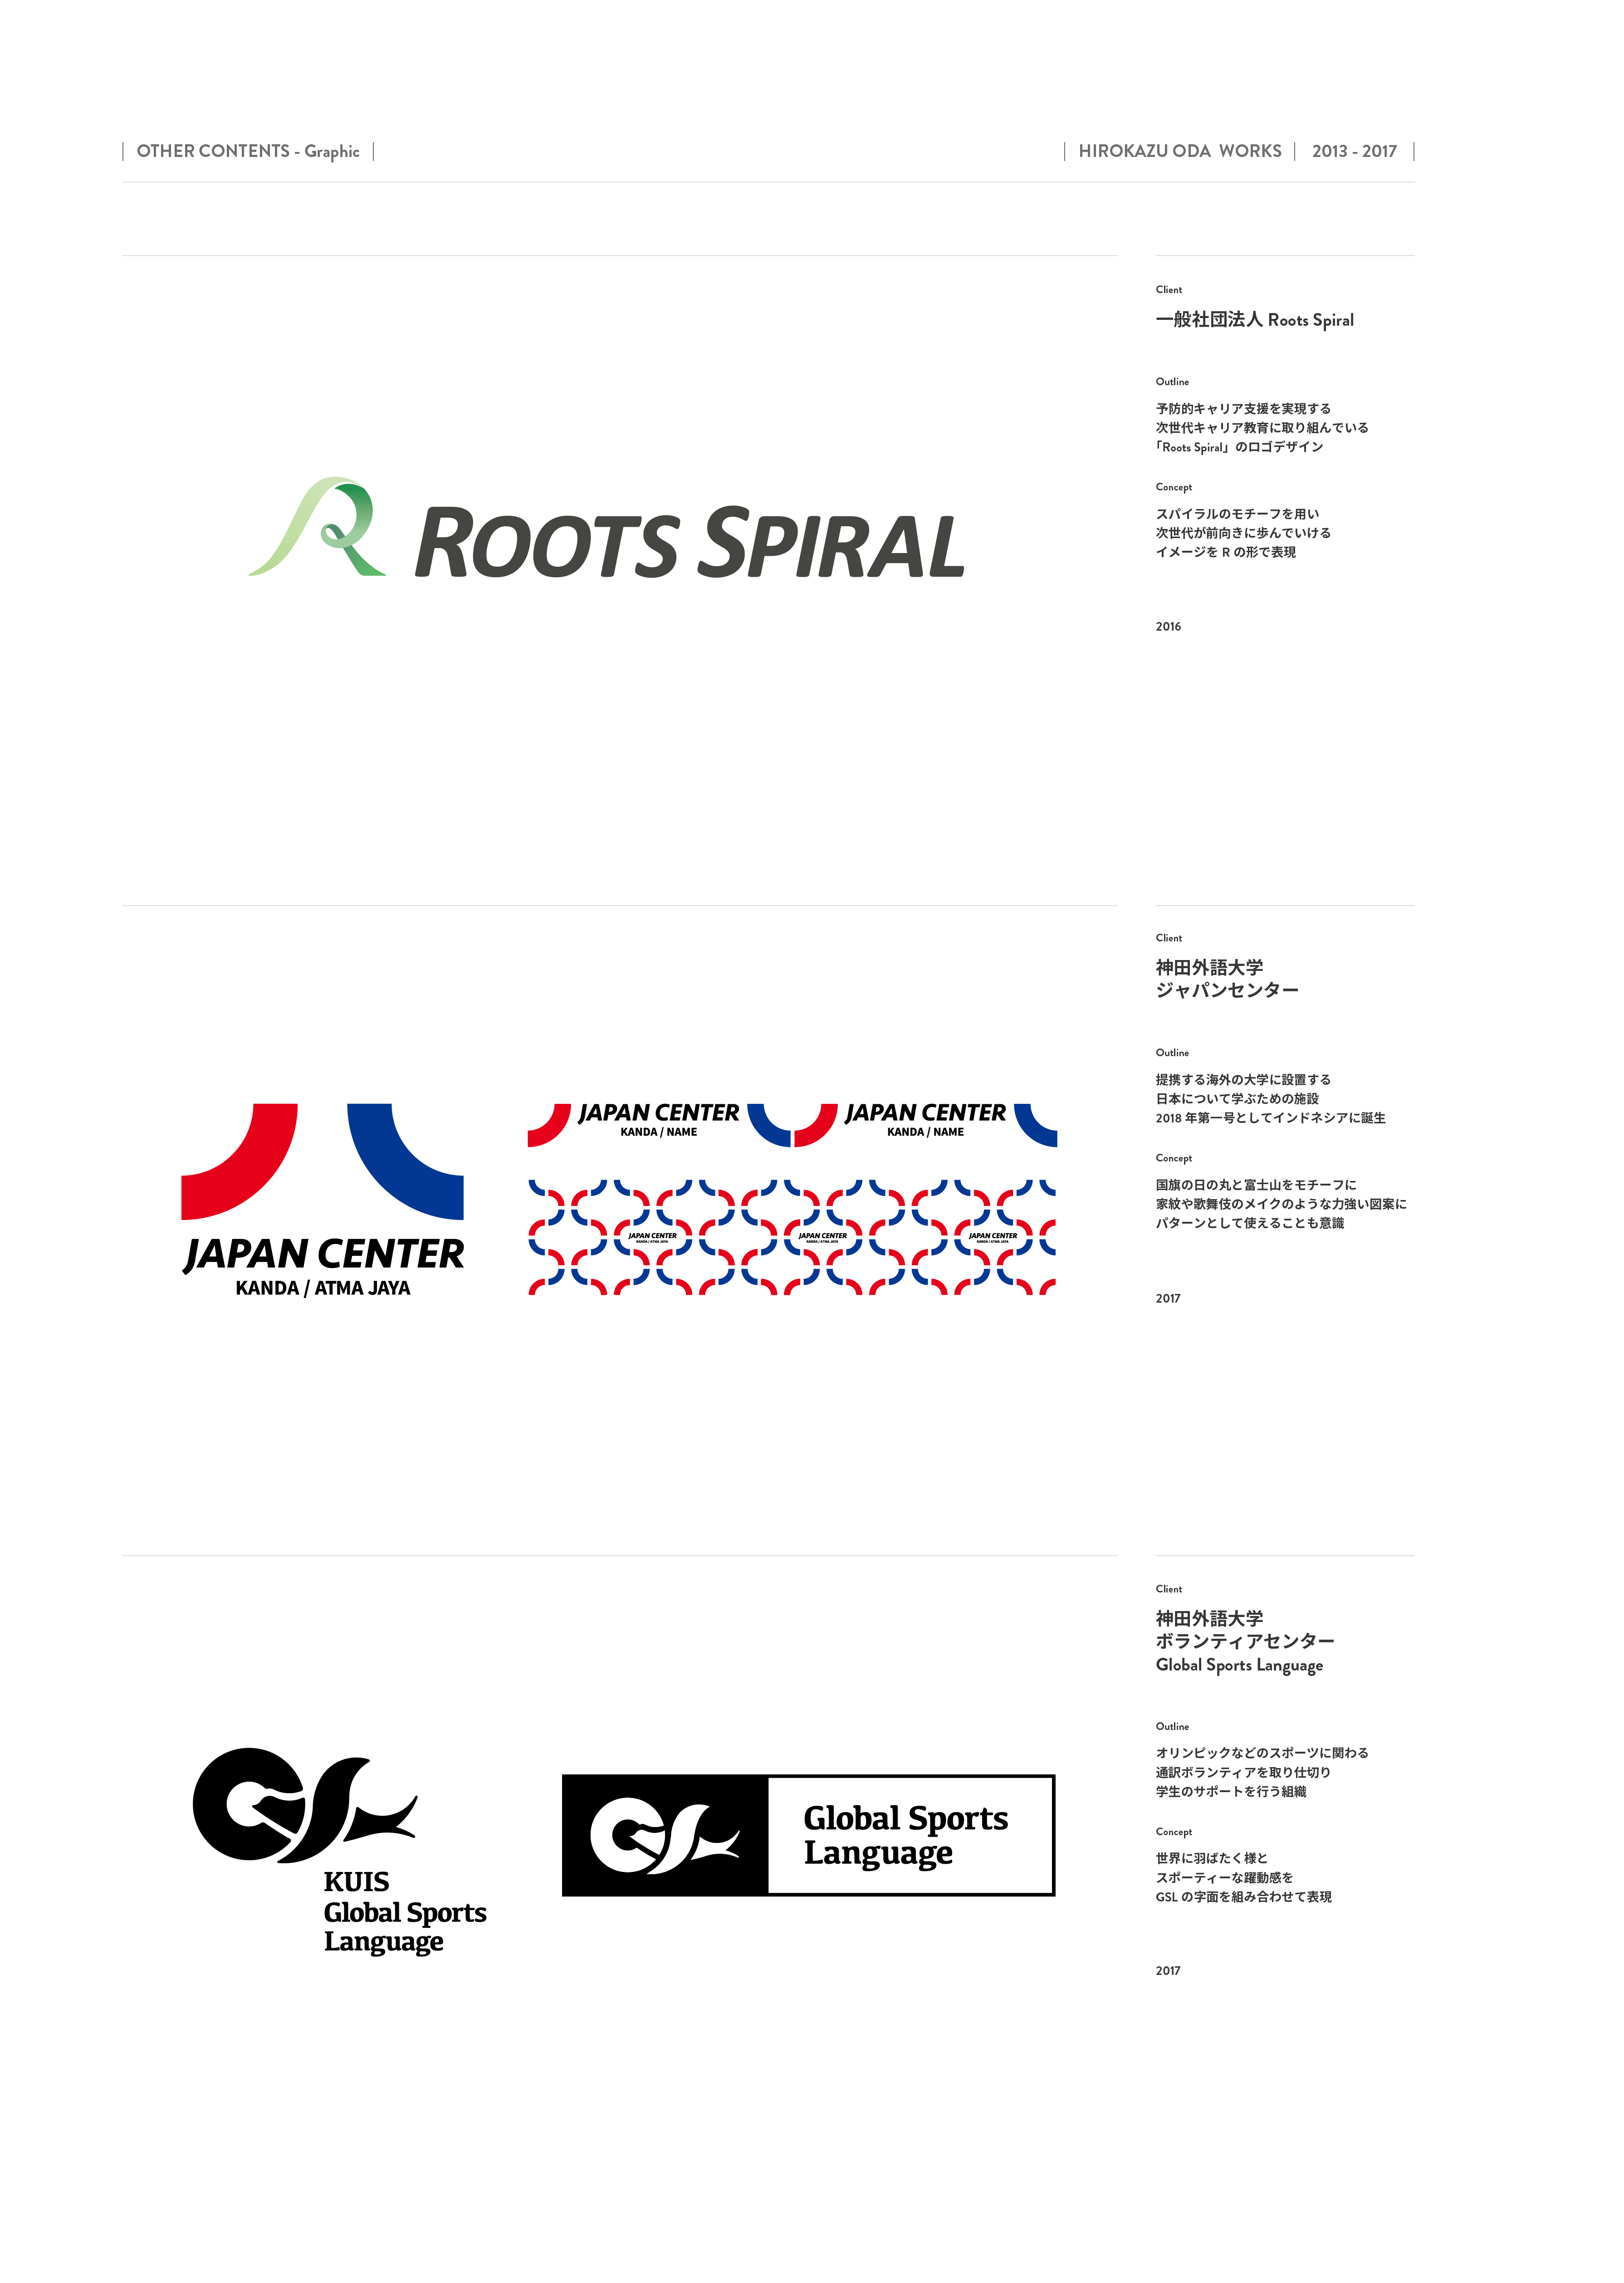 OTHER CONTENTS - Graphic
HIROKAZU ODA WORKS
2013 - 2017
ROOTS SPIRAL
Client
一般社団法人 Roots Spiral
Outline
予防的キャリア支援を実現する
次世代キャリア教育に取り組んでいる
「Roots Spiral」のロゴデザイン
Concept
スパイラルのモチーフを用い
次世代が前向きに歩んでいける
イメージを R の形で表現
2016
JAPAN CENTER
KANDA / ATMA JAYA
JAPAN CENTER
KANDA / NAME
JAPAN CENTER
KANDA / NAME
JAPAN CENTER
KANDA / ATMA JAYA
JAPAN CENTER
KANDA / ATMA JAYA
JAPAN CENTER
KANDA / ATMA JAYA
Client
神田外語大学
ジャパンセンター
Outline
提携する海外の大学に設置する
日本について学ぶための施設
2018 年第一号としてインドネシアに誕生
Concept
国旗の日の丸と富士山をモチーフに
家紋や歌舞伎のメイクのような力強い図案に
パターンとして使えることも意識
2017
GSL
KUIS
Global Sports
Language
GSL
Global Sports
Language
Client
神田外語大学
ボランティアセンター
Global Sports Language
Outline
オリンピックなどのスポーツに関わる
通訳ボランティアを取り仕切り
学生のサポートを行う組織
Concept
世界に羽ばたく様と
スポーティーな躍動感を
GSL の字面を組み合わせて表現
2017